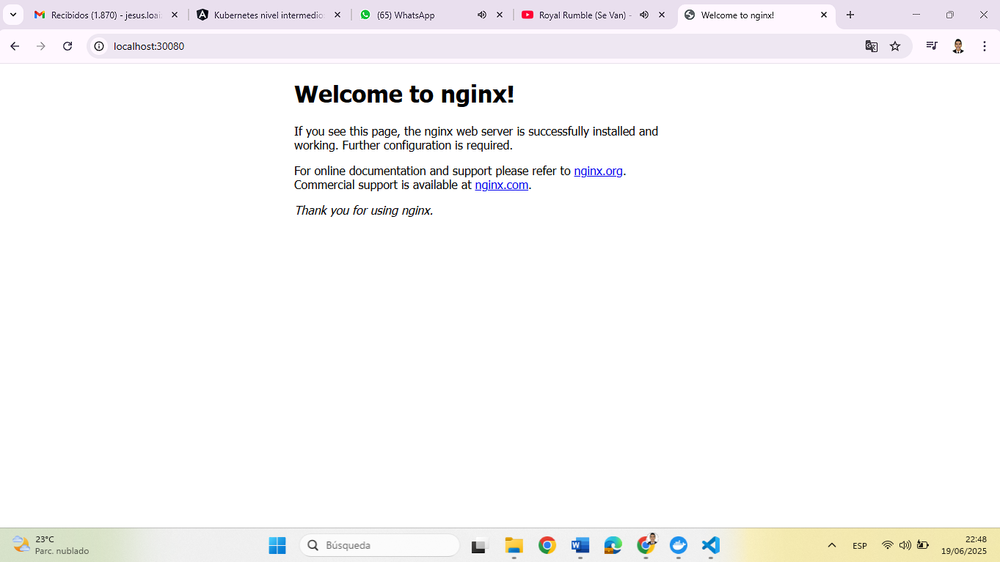 Recibidos (1.870) - jesus.loai
Kubernetes nivel intermedio
(65) WhatsApp
Royal Rumble (Se Van) -
Welcome to nginx!
localhost:30080
Welcome to nginx!
If you see this page, the nginx web server is successfully installed and
working. Further configuration is required.
For online documentation and support please refer to nginx.org.
Commercial support is available at nginx.com.
Thank you for using nginx.
23°C
Parc. nublado
Búsqueda
ESP
22:48
19/06/2025